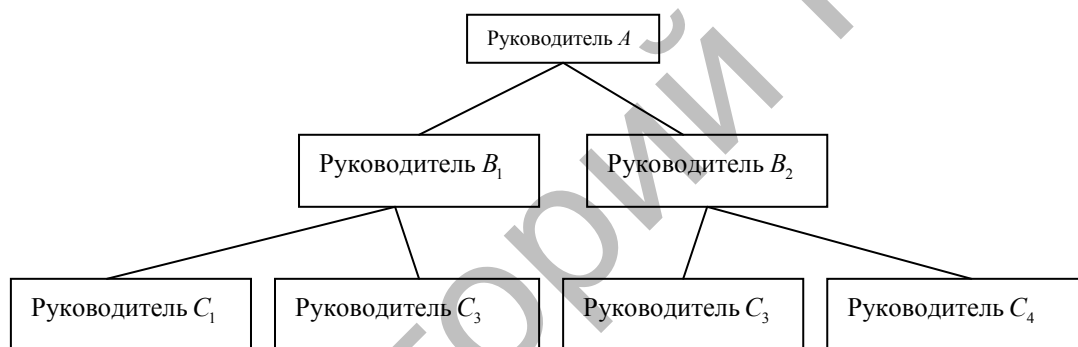 Руководитель A
Руководитель B₁
Руководитель B₂
Руководитель C₁
Руководитель C₃
Руководитель C₃
Руководитель C₄